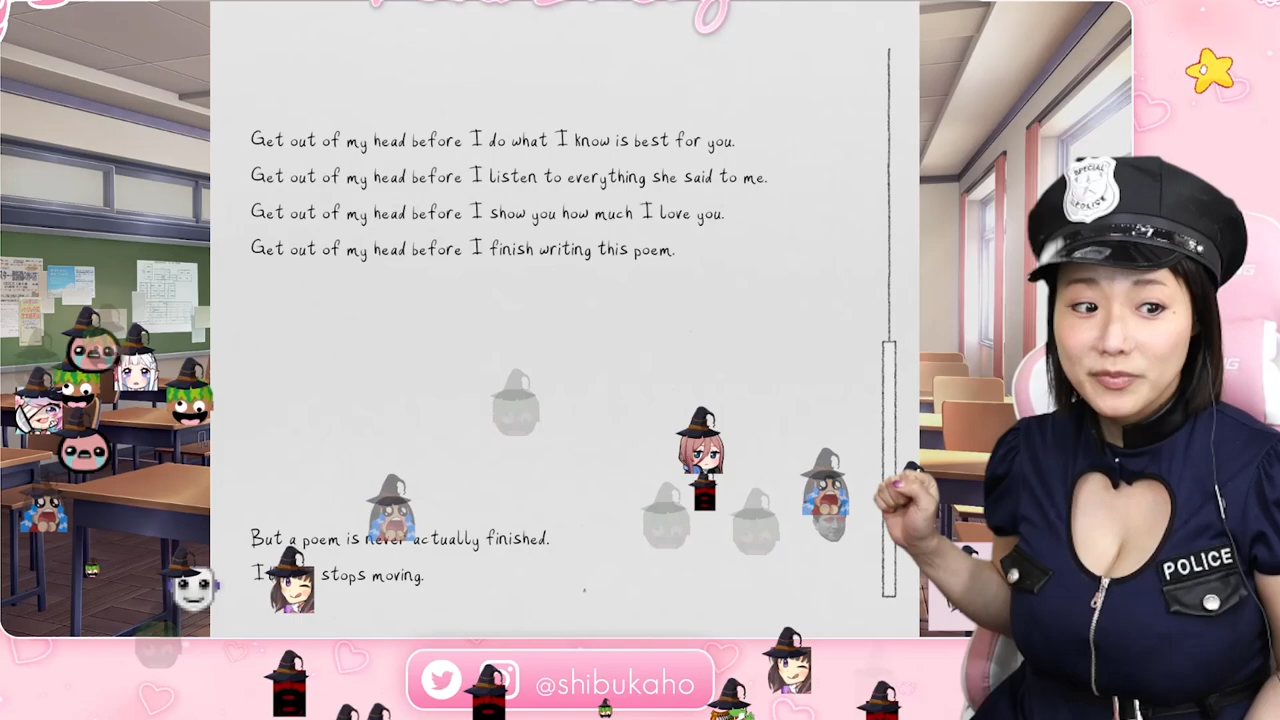 Get out of my head before I do what I know is best for you.
Get out of my head before I listen to everything she said to me.
Get out of my head before I show you how much I love you.
Get out of my head before I finish writing this poem.
But a poem is never actually finished.
It stops moving.
SPECIAL
POLICE
POLICE
@shibukaho